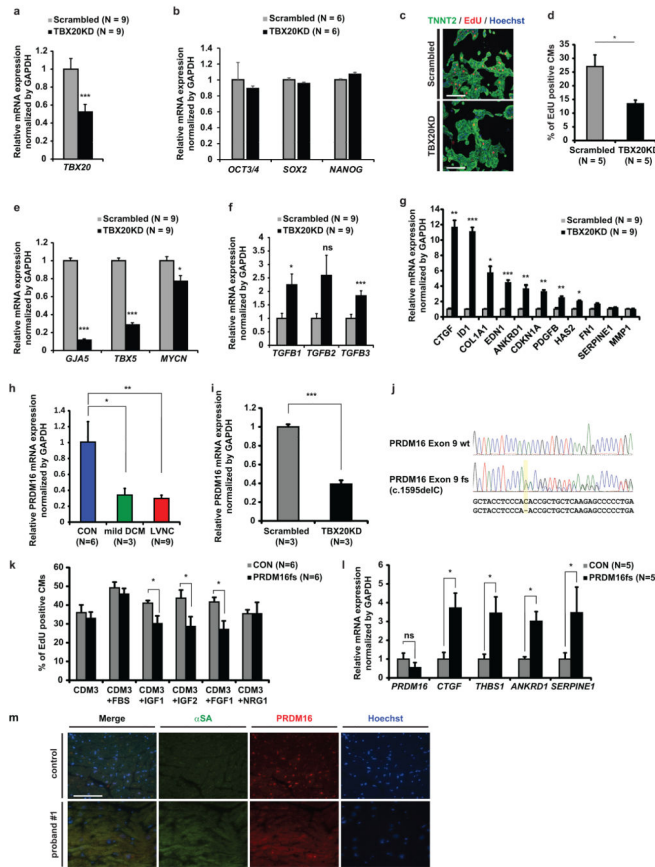 a
Scrambled (N = 9)
TBX20KD (N = 9)
Relative mRNA expression
normalized by GAPDH
1.4
1.2
1
0.8
0.6
0.4
0.2
0
***
TBX20
b
Scrambled (N = 6)
TBX20KD (N = 6)
Relative mRNA expression
normalized by GAPDH
1.4
1.2
1.0
0.8
0.6
0.4
0.2
0
OCT3/4 SOX2 NANOG
c
TNNT2 / EdU / Hoechst
Scrambled
TBX20KD
d
% of EdU positive CMs
35
30
25
20
15
10
5
0
*
Scrambled TBX20KD
(N = 5) (N = 5)
e
Scrambled (N = 9)
TBX20KD (N = 9)
Relative mRNA expression
normalized by GAPDH
1.4
1.2
1
0.8
0.6
0.4
0.2
0
*** *** *
GJA5 TBX5 MYCN
f
Scrambled (N = 9)
TBX20KD (N = 9)
Relative mRNA expression
normalized by GAPDH
4
3.5
3
2.5
2
1.5
1
0.5
0
* ns ***
TGFB1 TGFB2 TGFB3
g
Scrambled (N = 9)
TBX20KD (N = 9)
Relative mRNA expression
normalized by GAPDH
16
14
12
10
8
6
4
2
0
** *** * *** ** ** ** *
CTGF
ID1
COL1A1
EDN1
ANKRD1
CDKN1A
PDGFB
HAS2
FN1
SERPINE1
MMP1
h
Relative PRDM16 mRNA expression
normalized by GAPDH
1.6
1.4
1.2
1
0.8
0.6
0.4
0.2
0
**
*
CON mild DCM LVNC
(N=6) (N=3) (N=9)
i
Relative PRDM16 mRNA expression
normalized by GAPDH
1.4
1.2
1
0.8
0.6
0.4
0.2
0
***
Scrambled TBX20KD
(N=3) (N=3)
j
PRDM16 Exon 9 wt
PRDM16 Exon 9 fs
(c.1595delC)
GCTACCTCCCACACCGCTGCTCAAGAGCCCCCTGA
GCTACCTCCCA-ACCGCTGCTCAAGAGCCCCCTGA
k
CON (N=6)
PRDM16fs (N=6)
% of EdU positive CMs
60
50
40
30
20
10
0
* * *
CDM3 CDM3 CDM3 CDM3 CDM3 CDM3
+FBS +IGF1 +IGF2 +FGF1 +NRG1
l
CON (N=5)
PRDM16fs (N=5)
Relative mRNA expression
normalized by GAPDH
6
5
4
3
2
1
0
ns * * * *
PRDM16 CTGF THBS1 ANKRD1 SERPINE1
m
Merge αSA PRDM16 Hoechst
control
proband #1